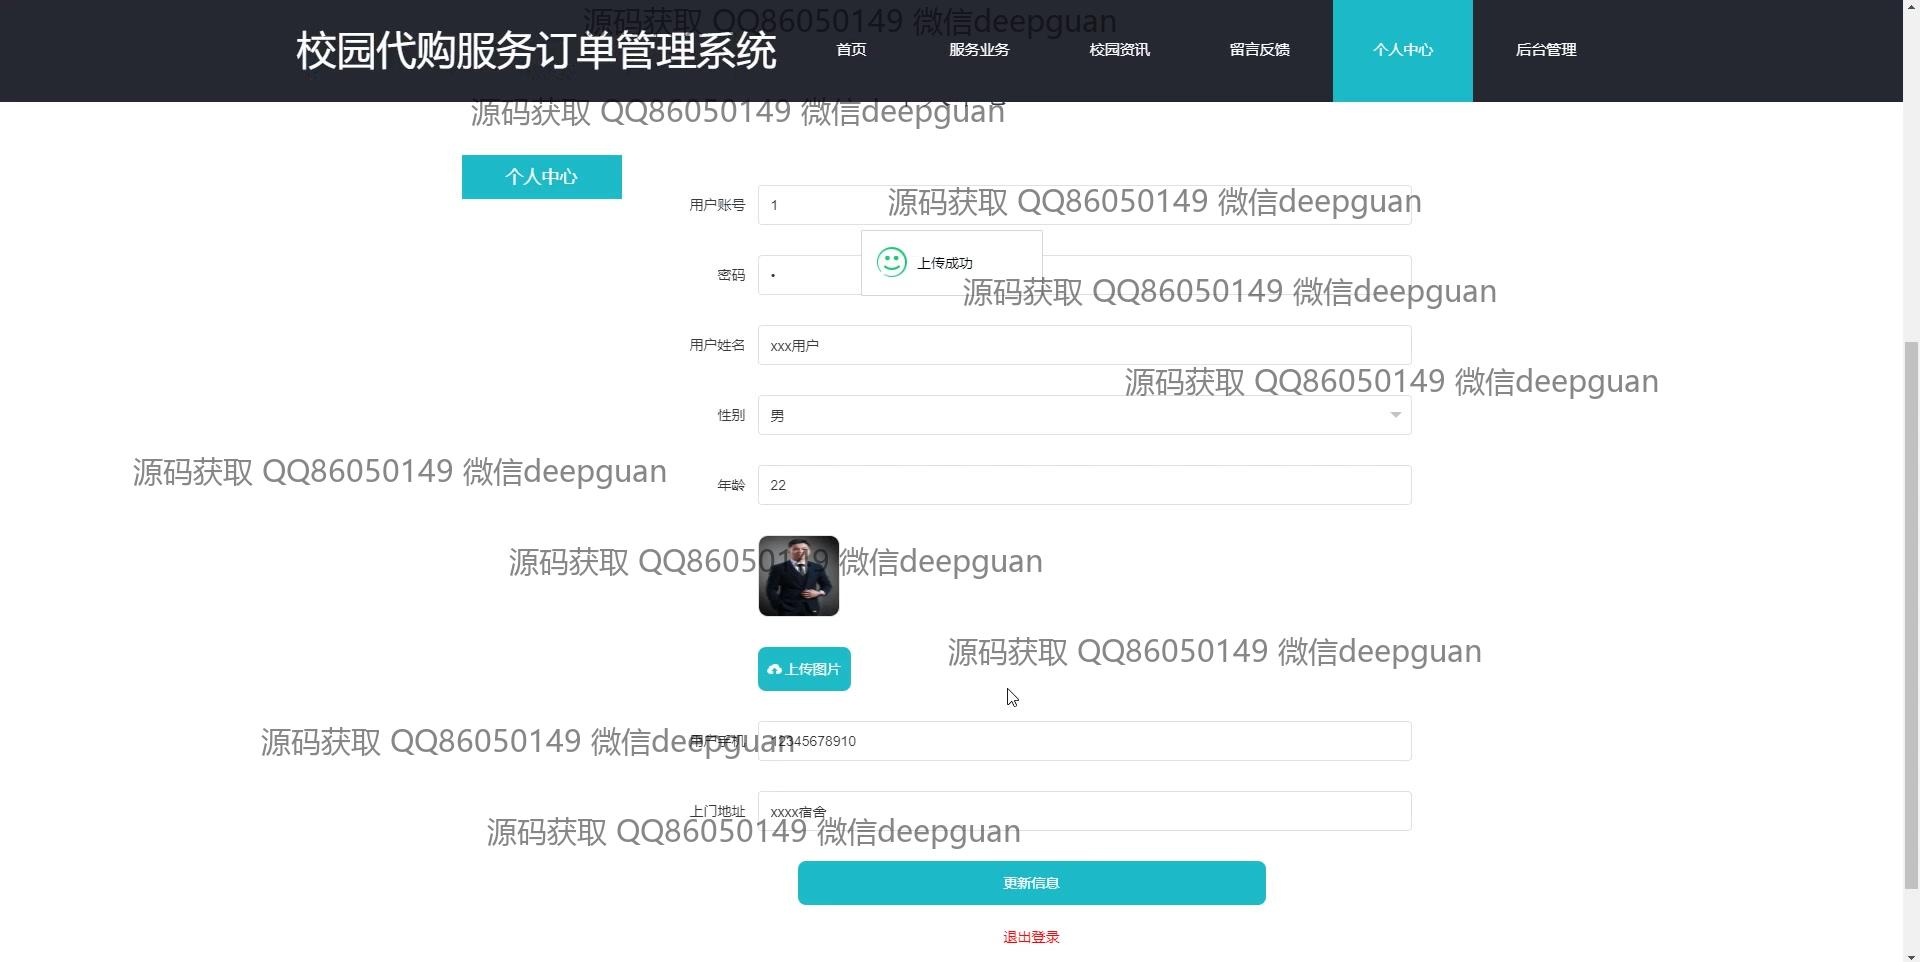 源码获取 QQ86050149 微信deepguan
校园代购服务订单管理系统
首页
服务业务
校园资讯
留言反馈
个人中心
后台管理
源码获取 QQ86050149 微信deepguan
个人中心
用户账号 1
源码获取 QQ86050149 微信deepguan
上传成功
密码 •
源码获取 QQ86050149 微信deepguan
用户姓名 xxx用户
源码获取 QQ86050149 微信deepguan
性别 男
源码获取 QQ86050149 微信deepguan
年龄 22
源码获取 QQ86050149 微信deepguan
源码获取 QQ86050149 微信deepguan
上传图片
源码获取 QQ86050149 微信deepguan
用户手机 12345678910
上门地址 xxxx宿舍
源码获取 QQ86050149 微信deepguan
更新信息
退出登录